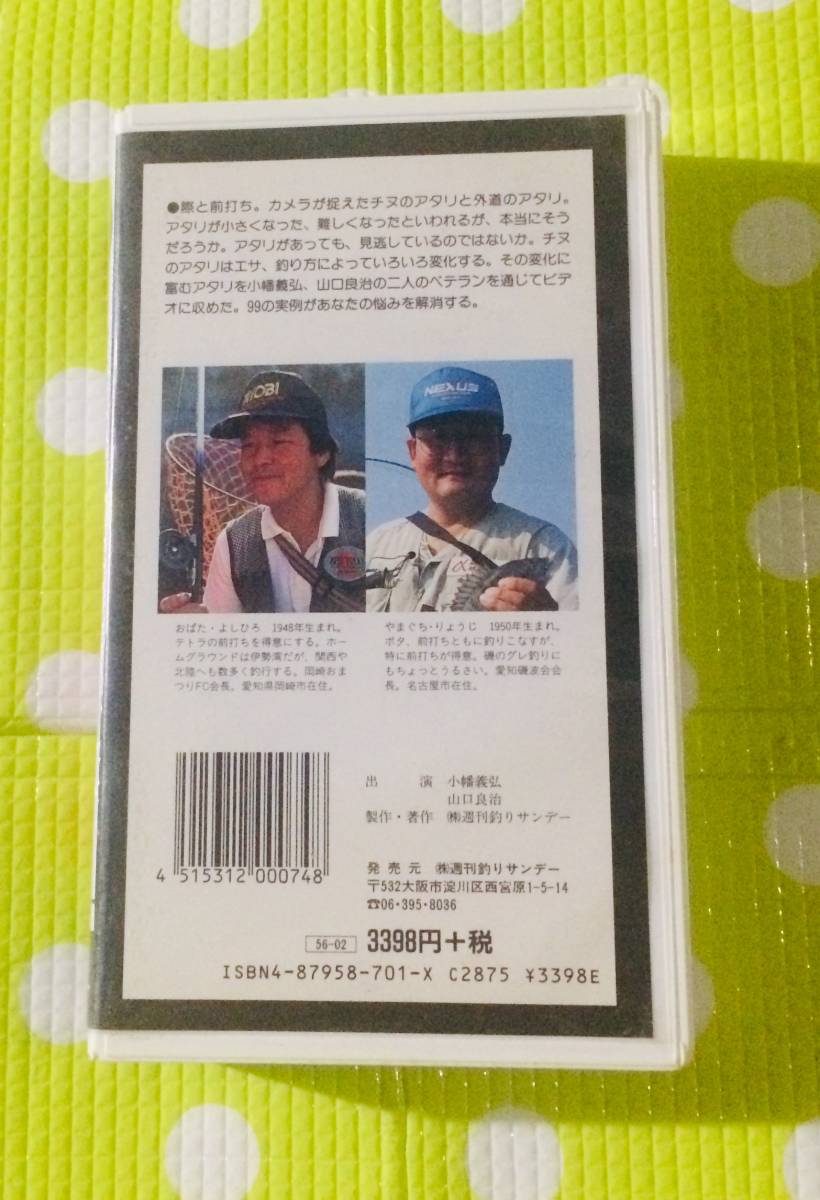 ●際と前打ち。カメラが捉えたチヌのアタリと外道のアタリ。
アタリが小さくなった、難しくなったといわれるが、本当にそう
だろうか。アタリがあっても、見逃しているのではないか。チヌ
のアタリはエサ、釣り方によっていろいろ変化する。その変化に
富むアタリを小幡義弘、山口良治の二人のベテランを通じてビデ
オに収めた。99の実例があなたの悩みを解消する。
NEXUS
おばた・よしひろ 1948年生まれ。
テトラの前打ちを得意にする。ホー
ムグラウンドは伊勢湾だが、関西や
北陸へも数多く釣行する。岡崎おま
つりFC会長。愛知県岡崎市在住。
やまぐち・りょうじ 1950年生まれ。
ボタ、前打ちともに釣りこなすが、
特に前打ちが得意。磯のグレ釣りに
もちょっとうるさい。愛知磯波会会
長。名古屋市在住。
出 演 小幡義弘
山口良治
製作・著作 ㈱週刊釣りサンデー
4 515312 000748
発売元 ㈱週刊釣りサンデー
〒532大阪市淀川区西宮原1-5-14
☎06・395・8036
56-02 3398円+税
ISBN4-87958-701-X C2875 ¥3398E